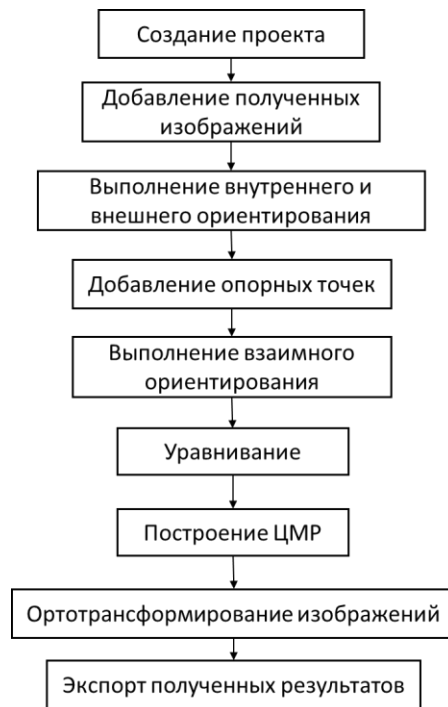 Создание проекта
Добавление полученных
изображений
Выполнение внутреннего и
внешнего ориентирования
Добавление опорных точек
Выполнение взаимного
ориентирования
Уравнивание
Построение ЦМР
Ортотрансформирование изображений
Экспорт полученных результатов